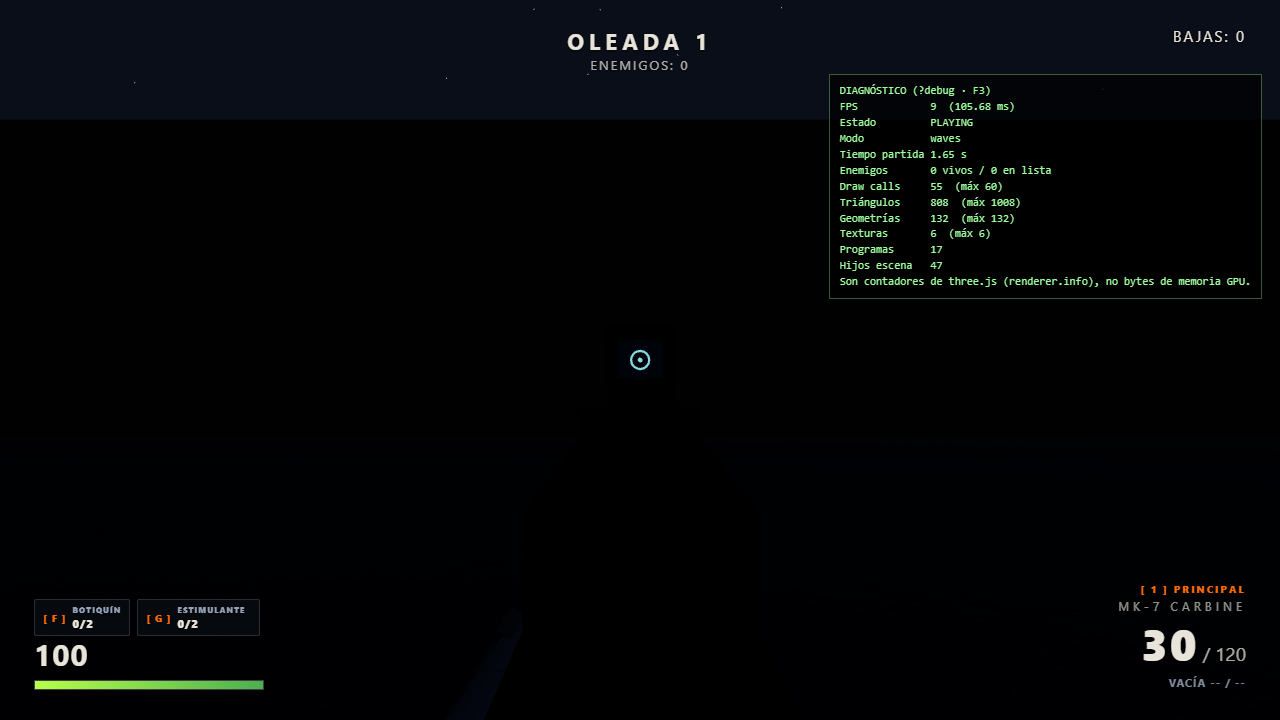 OLEADA 1
ENEMIGOS: 0
BAJAS: 0
DIAGNÓSTICO (?debug · F3)
FPS 9 (105.68 ms)
Estado PLAYING
Modo waves
Tiempo partida 1.65 s
Enemigos 0 vivos / 0 en lista
Draw calls 55 (máx 60)
Triángulos 808 (máx 1008)
Geometrías 132 (máx 132)
Texturas 6 (máx 6)
Programas 17
Hijos escena 47
Son contadores de three.js (renderer.info), no bytes de memoria GPU.
[ F ] BOTIQUÍN 0/2
[ G ] ESTIMULANTE 0/2
100
[ 1 ] PRINCIPAL
MK-7 CARBINE
30 / 120
VACÍA -- / --